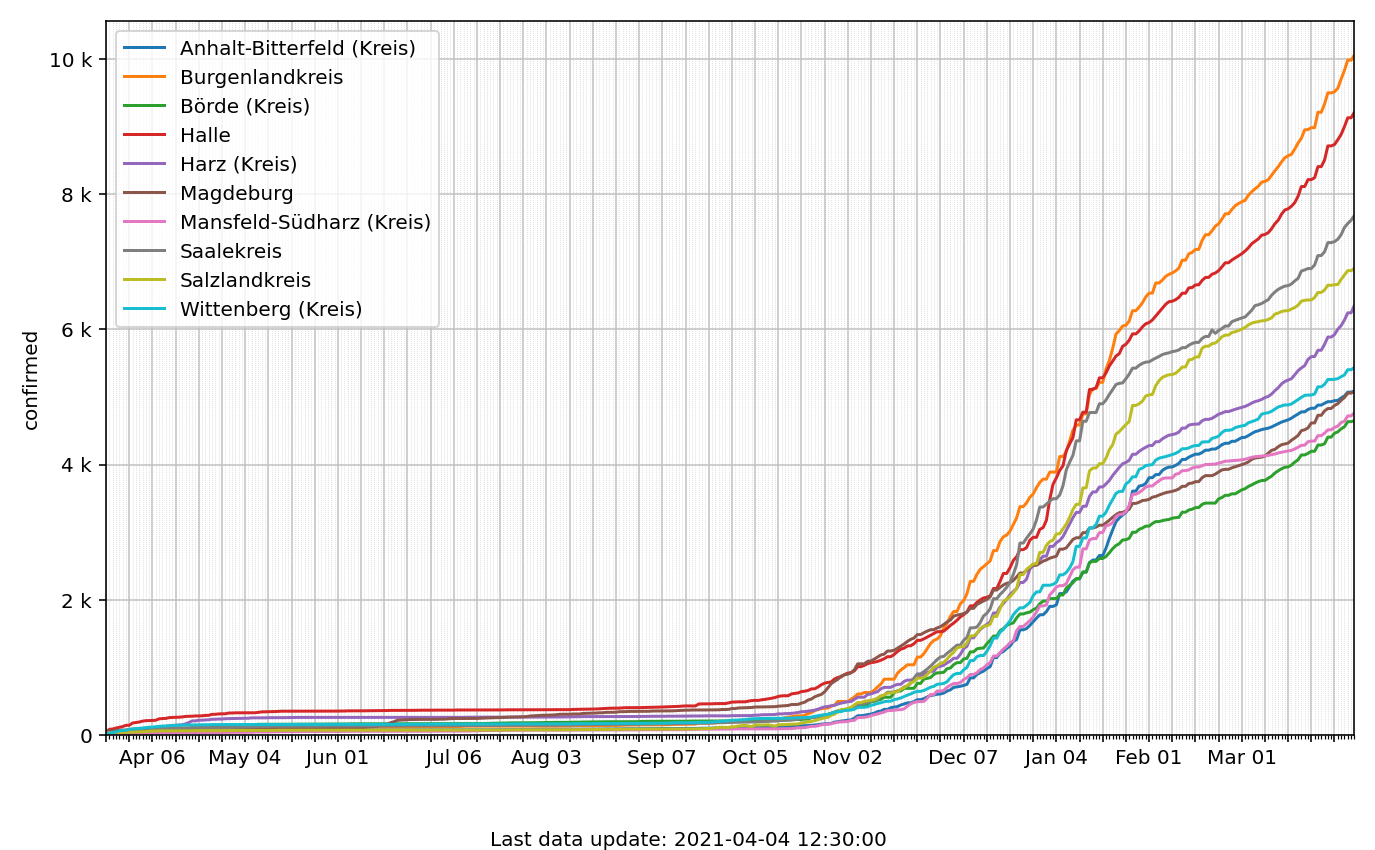 10 k
8 k
6 k
4 k
2 k
0
confirmed
Anhalt-Bitterfeld (Kreis)
Burgenlandkreis
Börde (Kreis)
Halle
Harz (Kreis)
Magdeburg
Mansfeld-Südharz (Kreis)
Saalekreis
Salzlandkreis
Wittenberg (Kreis)
Apr 06 May 04 Jun 01 Jul 06 Aug 03 Sep 07 Oct 05 Nov 02 Dec 07 Jan 04 Feb 01 Mar 01
Last data update: 2021-04-04 12:30:00